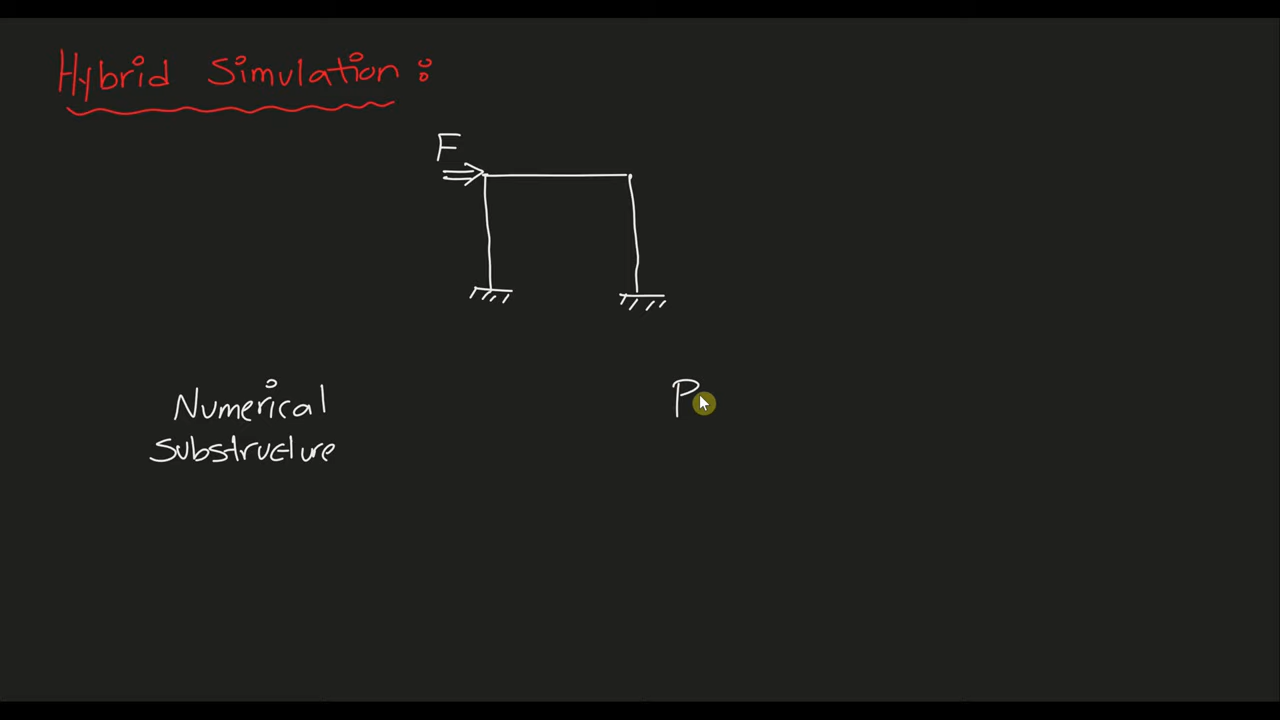 Hybrid Simulation :
F
Numerical
Substructure
P